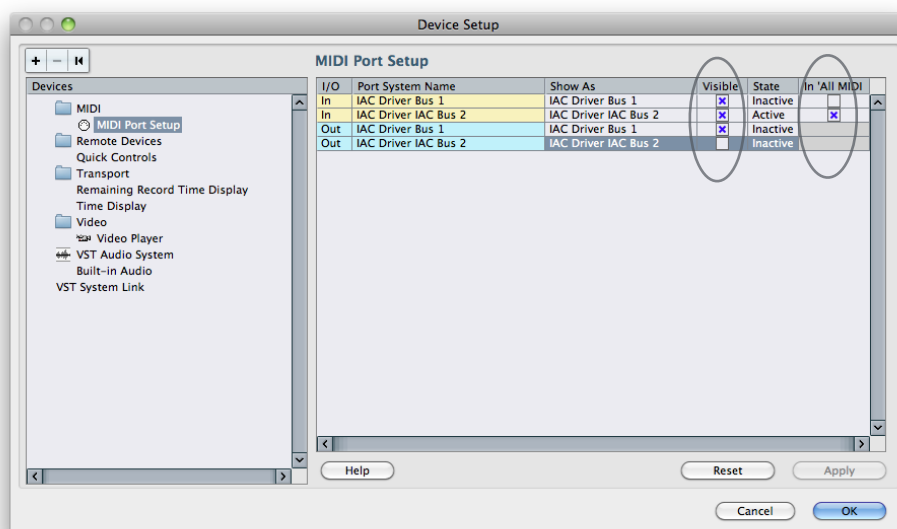 Device Setup
MIDI Port Setup
Devices
MIDI
MIDI Port Setup
Remote Devices
Quick Controls
Transport
Remaining Record Time Display
Time Display
Video
Video Player
VST Audio System
Built-in Audio
VST System Link
I/O Port System Name Show As Visible State In 'All MIDI
In IAC Driver Bus 1 IAC Driver Bus 1 Inactive
In IAC Driver IAC Bus 2 IAC Driver IAC Bus 2 Active
Out IAC Driver Bus 1 IAC Driver Bus 1 Inactive
Out IAC Driver IAC Bus 2 IAC Driver IAC Bus 2 Inactive
Help Reset Apply
Cancel OK